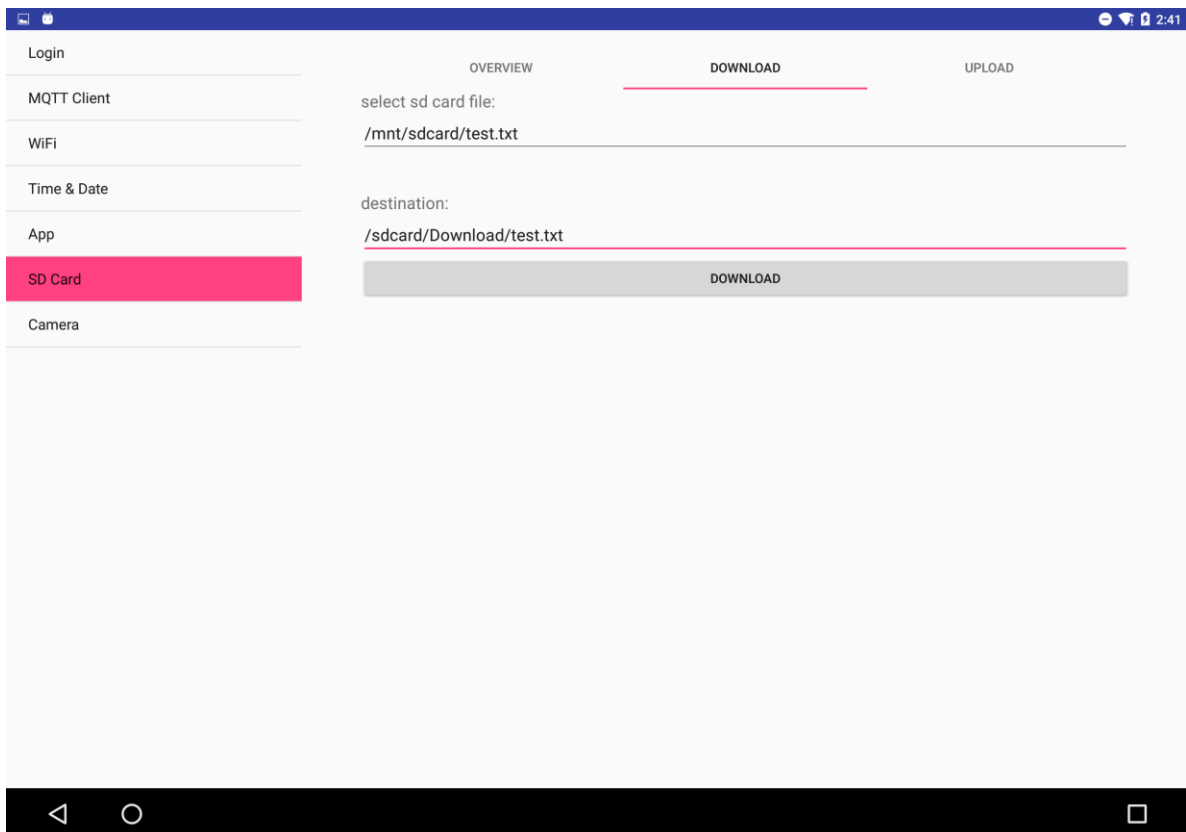 2:41
Login
MQTT Client
WiFi
Time & Date
App
SD Card
Camera
OVERVIEW DOWNLOAD UPLOAD
select sd card file:
/mnt/sdcard/test.txt
destination:
/sdcard/Download/test.txt
DOWNLOAD